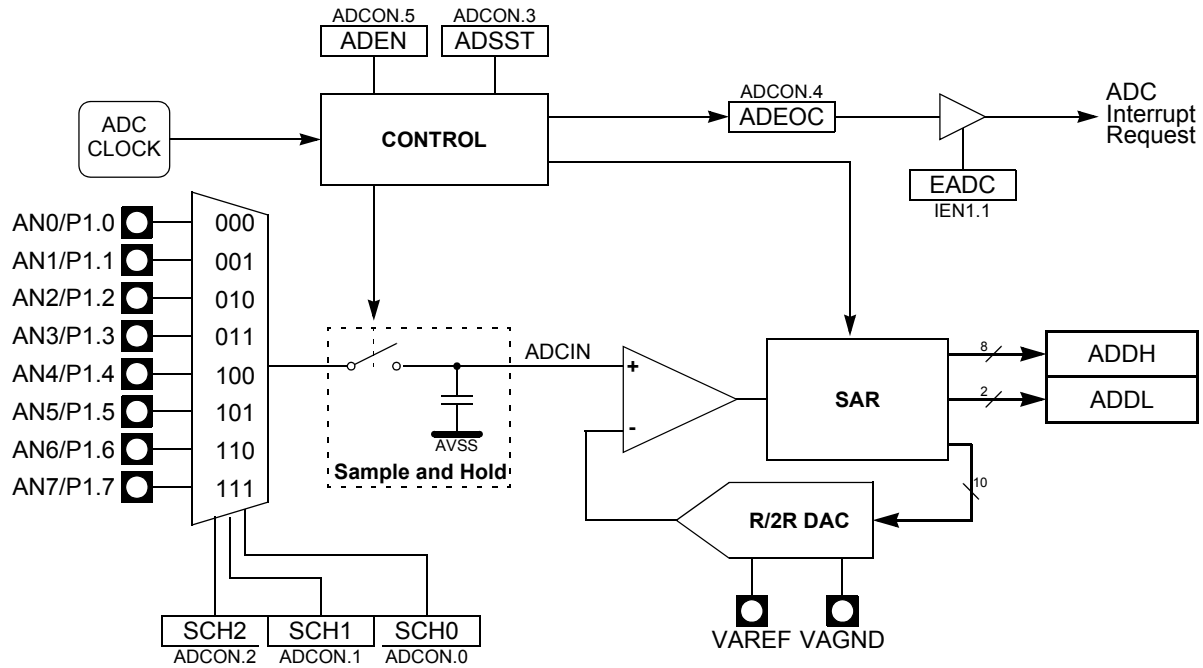 ADCON.5
ADEN
ADCON.3
ADSST
ADC
CLOCK
CONTROL
ADCON.4
ADEOC
ADC
Interrupt
Request
EADC
IEN1.1
AN0/P1.0
000
AN1/P1.1
001
AN2/P1.2
010
AN3/P1.3
011
AN4/P1.4
100
AN5/P1.5
101
AN6/P1.6
110
AN7/P1.7
111
AVSS
Sample and Hold
ADCIN
+
-
SAR
8
ADDH
2
ADDL
10
R/2R DAC
VAREF
VAGND
SCH2
SCH1
SCH0
ADCON.2
ADCON.1
ADCON.0